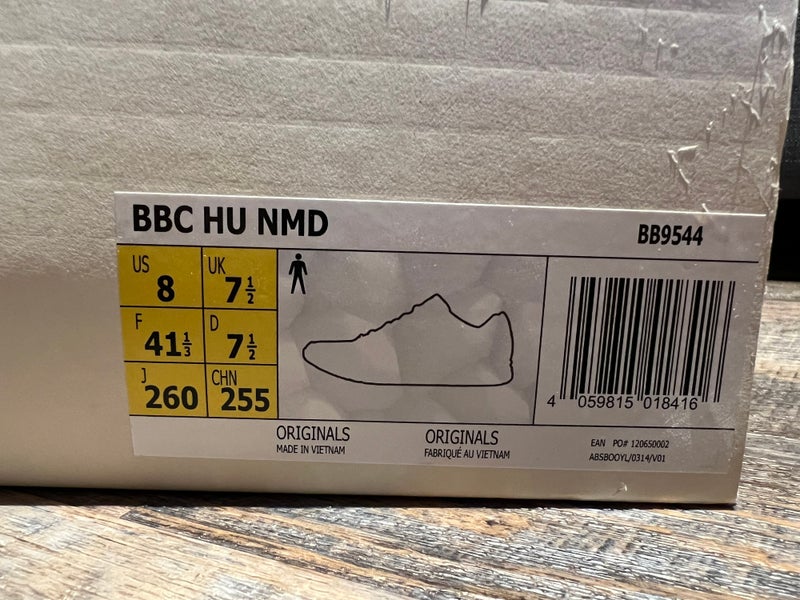 BBC HU NMD
BB9544
US 8 UK 7½
F 41⅓ D 7½
J 260 CHN 255
4 059815 018416
ORIGINALS
MADE IN VIETNAM
ORIGINALS
FABRIQUÉ AU VIETNAM
EAN PO# 120650002
ABSBOOYL/0314/V01